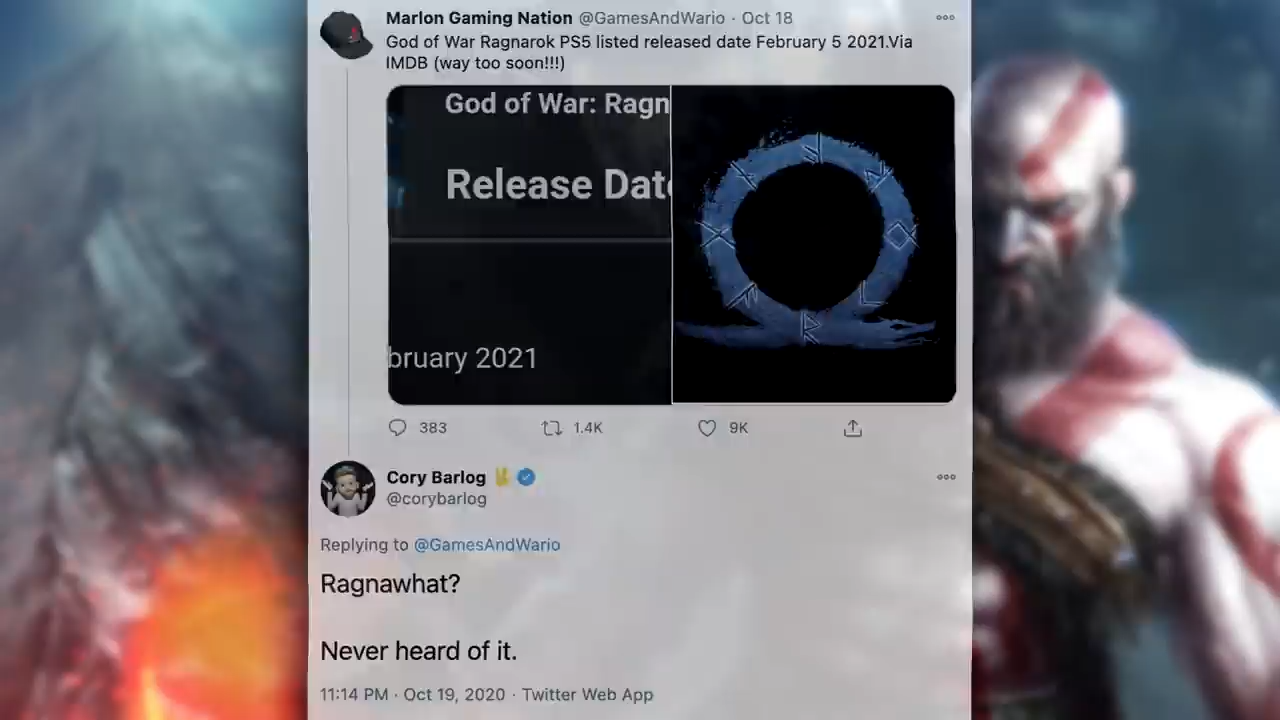 Marlon Gaming Nation @GamesAndWario · Oct 18
God of War Ragnarok PS5 listed released date February 5 2021.Via
IMDB (way too soon!!!)
God of War: Ragn
Release Date
bruary 2021
383 1.4K 9K
Cory Barlog
@corybarlog
Replying to @GamesAndWario
Ragnawhat?
Never heard of it.
11:14 PM · Oct 19, 2020 · Twitter Web App